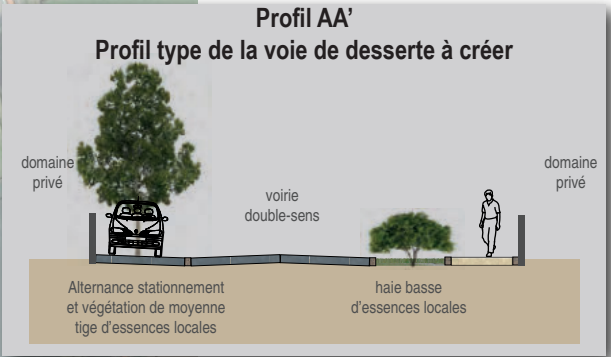 Profil AA’
Profil type de la voie de desserte à créer
domaine
privé
voirie
double-sens
domaine
privé
Alternance stationnement
et végétation de moyenne
tige d’essences locales
haie basse
d’essences locales